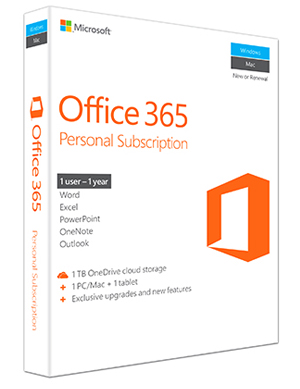 Windows
Mac
Office 365
Personal Subscription
Microsoft
Windows
Mac
New or Renewal
Office 365
Personal Subscription
1 user – 1 year
Word
Excel
PowerPoint
OneNote
Outlook
1 TB OneDrive cloud storage
+ 1 PC/Mac + 1 tablet
+ Exclusive upgrades and new features